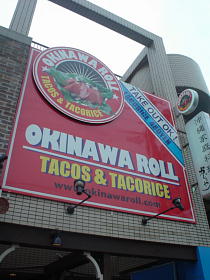 OKINAWA ROLL
TACOS & TACORICE
TAKE OUT OK!
OKINAWA ROLL
TACOS & TACORICE
www.okinawaroll.com